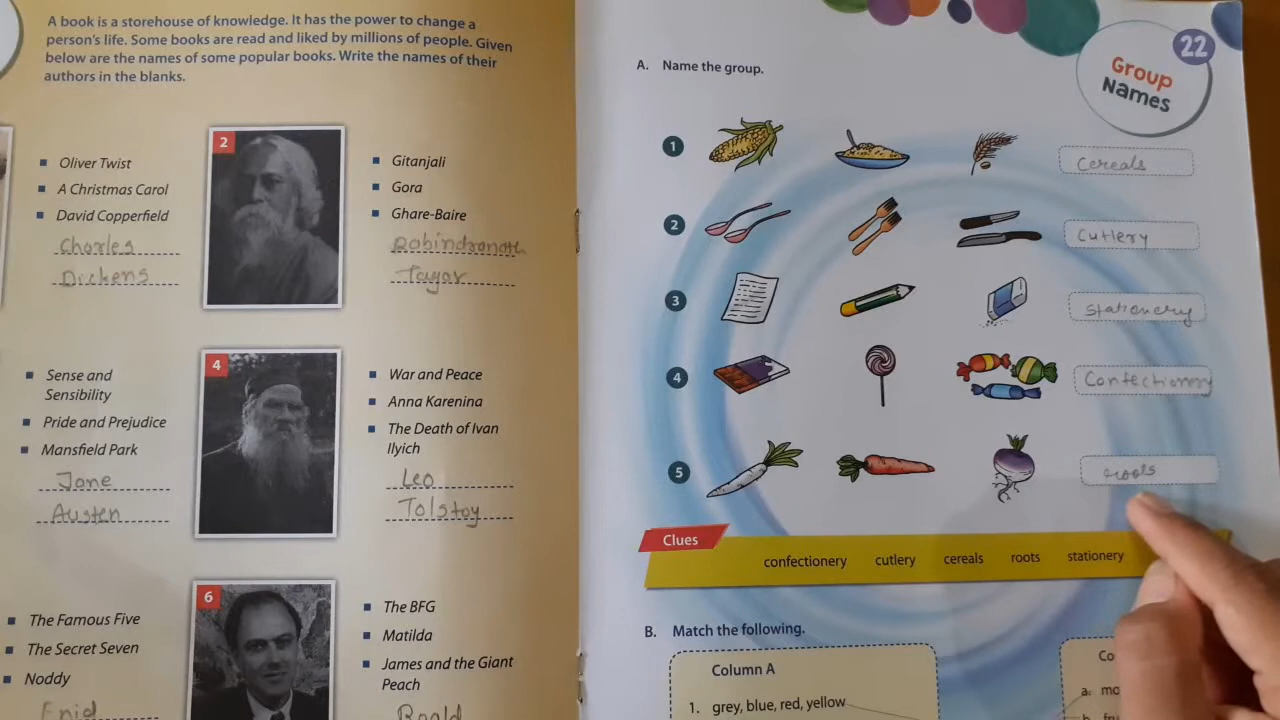 A book is a storehouse of knowledge. It has the power to change a
person's life. Some books are read and liked by millions of people. Given
below are the names of some popular books. Write the names of their
authors in the blanks.
Oliver Twist
A Christmas Carol
David Copperfield
Charles
Dickens
2
Gitanjali
Gora
Ghare-Baire
Rabindranath
Tagor
Sense and
Sensibility
Pride and Prejudice
Mansfield Park
Jane
Austen
4
War and Peace
Anna Karenina
The Death of Ivan
Ilyich
Leo
Tolstoy
The Famous Five
The Secret Seven
Noddy
Enid
6
The BFG
Matilda
James and the Giant
Peach
Roald
22
Group
Names
A. Name the group.
1 Cereals
2 Cutlery
3 Stationery
4 Confectionery
5 roots
Clues
confectionery cutlery cereals roots stationery
B. Match the following.
Column A
1. grey, blue, red, yellow
Co
a. mo
b. fr